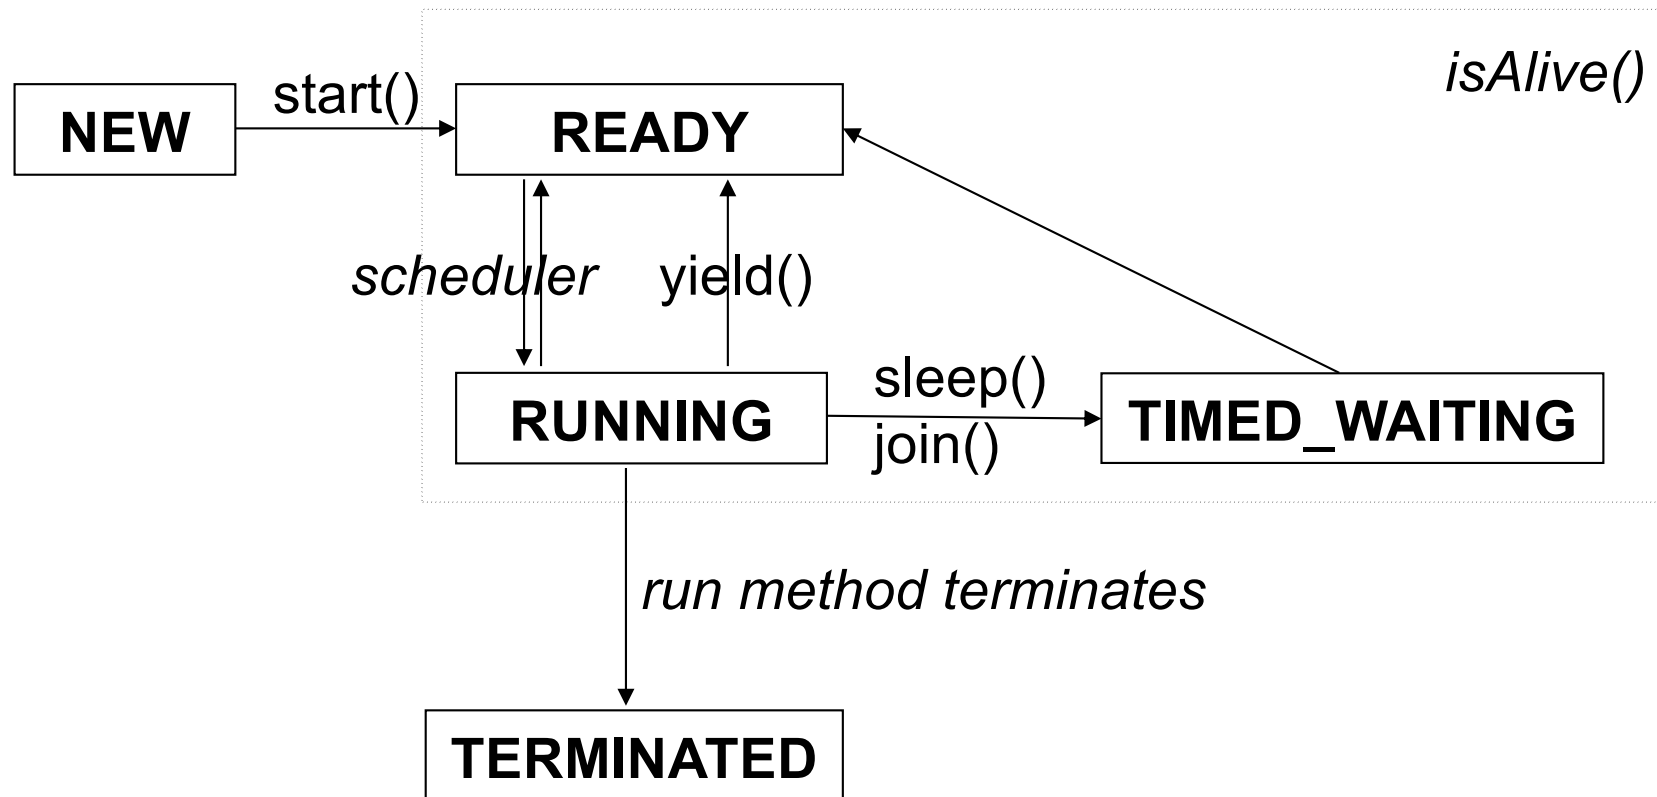 isAlive()
start()
NEW
READY
scheduler
yield()
sleep()
RUNNING
join()
TIMED_WAITING
run method terminates
TERMINATED